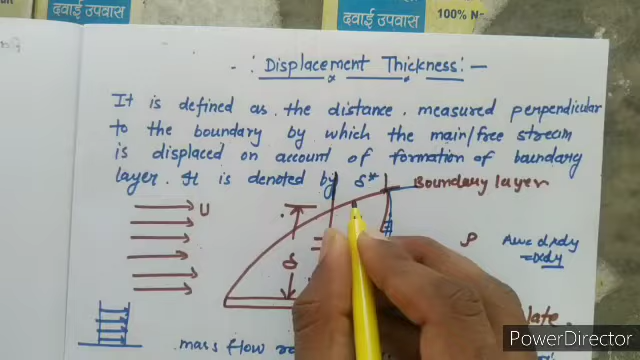 दवाई उपवास
दवाई उपवास
100% N
: Displacement Thickness: —
It is defined as the distance measured perpendicular
to the boundary by which the main/free stream
is displaced on account of formation of boundary
layer. It is denoted by δ*
Boundary layer
U
δ
ρ
=
mass flow
PowerDirector